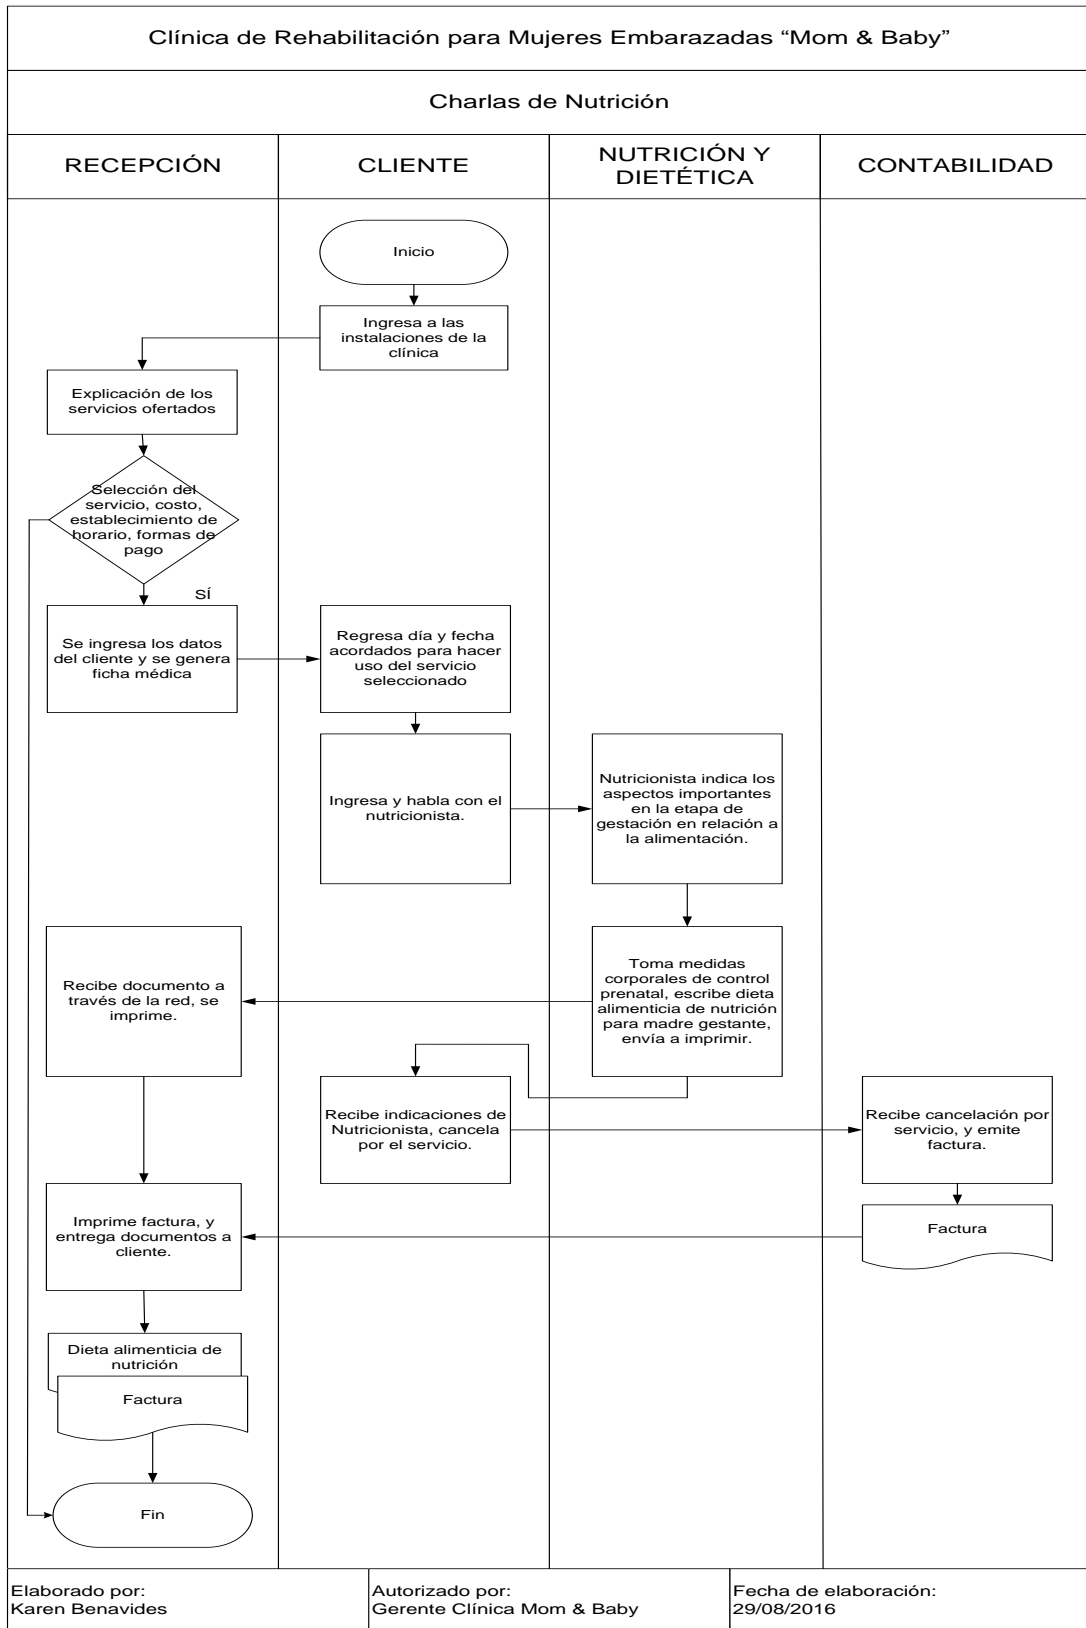 Clínica de Rehabilitación para Mujeres Embarazadas “Mom & Baby”
Charlas de Nutrición
RECEPCIÓN
CLIENTE
NUTRICIÓN Y
DIETÉTICA
CONTABILIDAD
Inicio
Ingresa a las
instalaciones de la
clínica
Explicación de los
servicios ofertados
Selección del
servicio, costo,
establecimiento de
horario, formas de
pago
SÍ
Se ingresa los datos
del cliente y se genera
ficha médica
Regresa día y fecha
acordados para hacer
uso del servicio
seleccionado
Ingresa y habla con el
nutricionista.
Nutricionista indica los
aspectos importantes
en la etapa de
gestación en relación a
la alimentación.
Toma medidas
corporales de control
prenatal, escribe dieta
alimenticia de nutrición
para madre gestante,
envía a imprimir.
Recibe documento a
través de la red, se
imprime.
Recibe indicaciones de
Nutricionista, cancela
por el servicio.
Recibe cancelación por
servicio, y emite
factura.
Factura
Imprime factura, y
entrega documentos a
cliente.
Dieta alimenticia de
nutrición
Factura
Fin
Elaborado por:
Karen Benavides
Autorizado por:
Gerente Clínica Mom & Baby
Fecha de elaboración:
29/08/2016